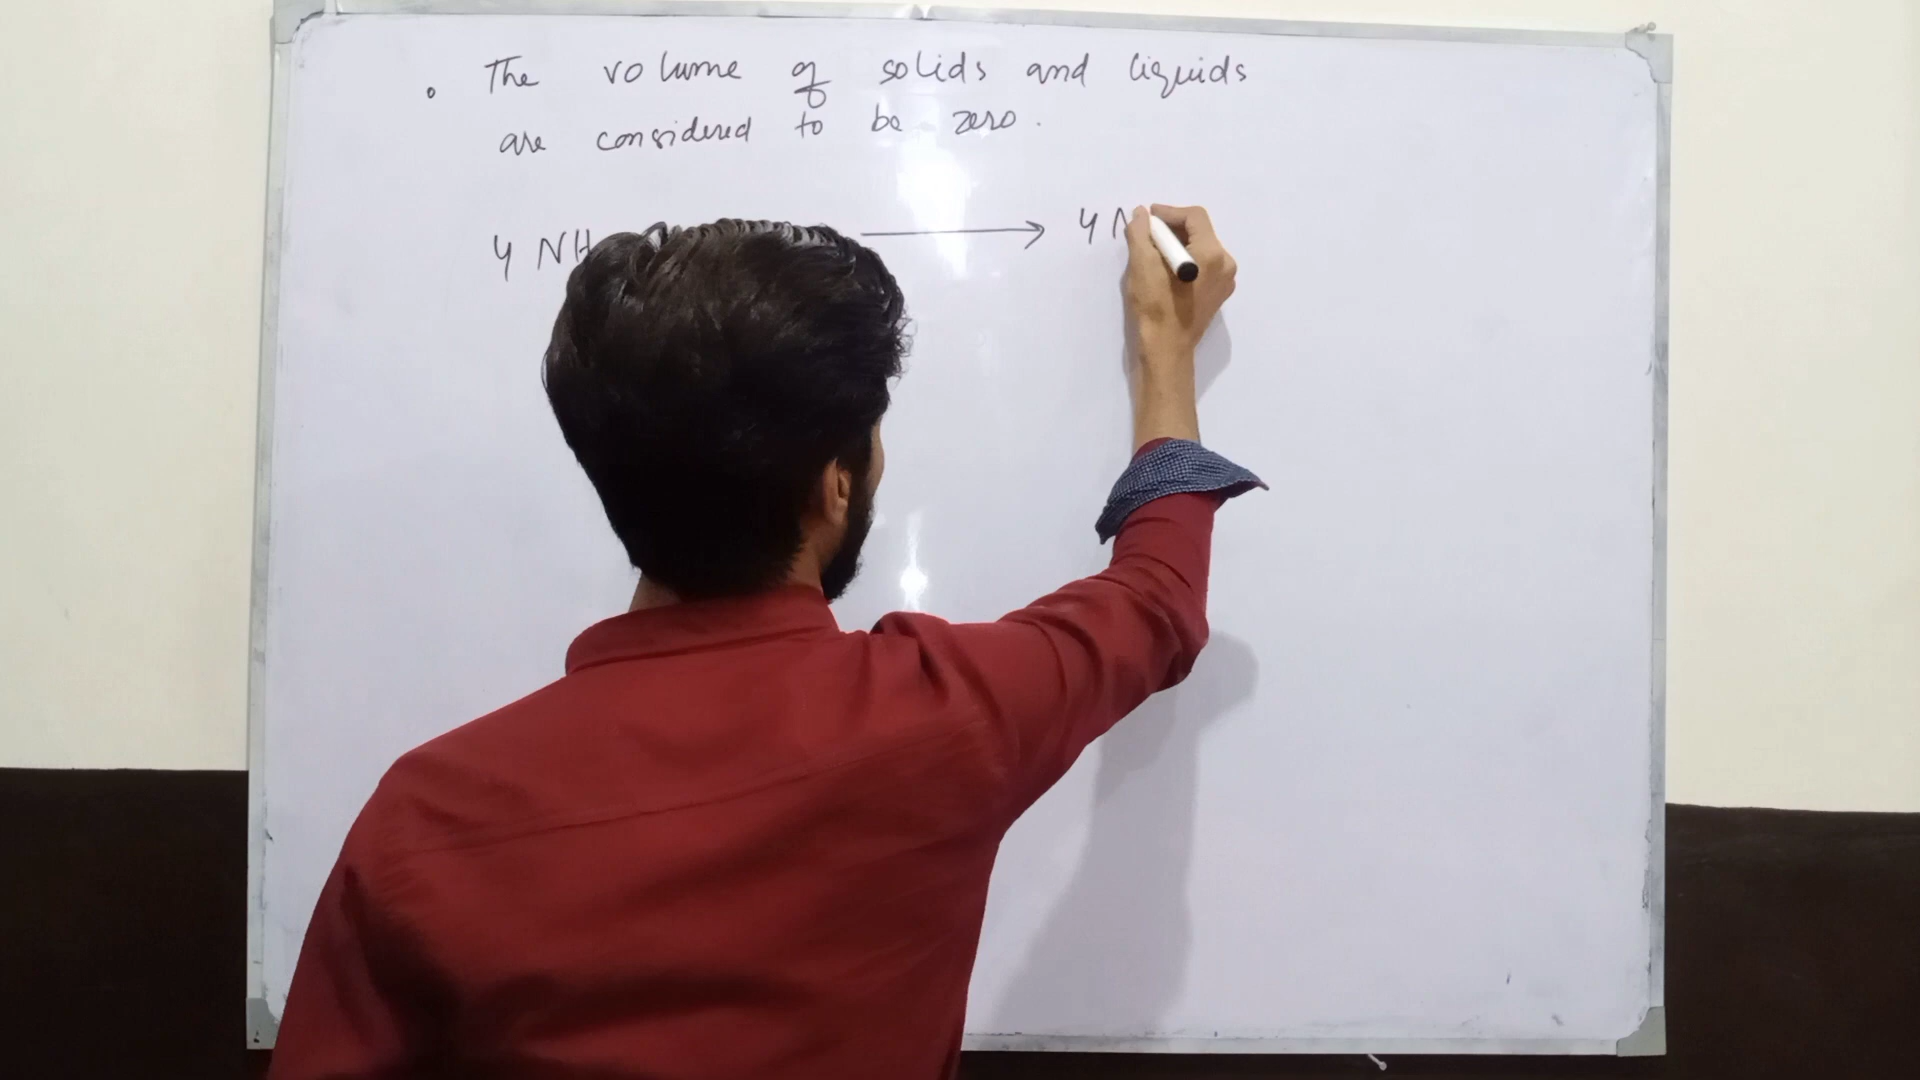 . The volume of solids and liquids
are considered to be zero.
4 NH → 4 N